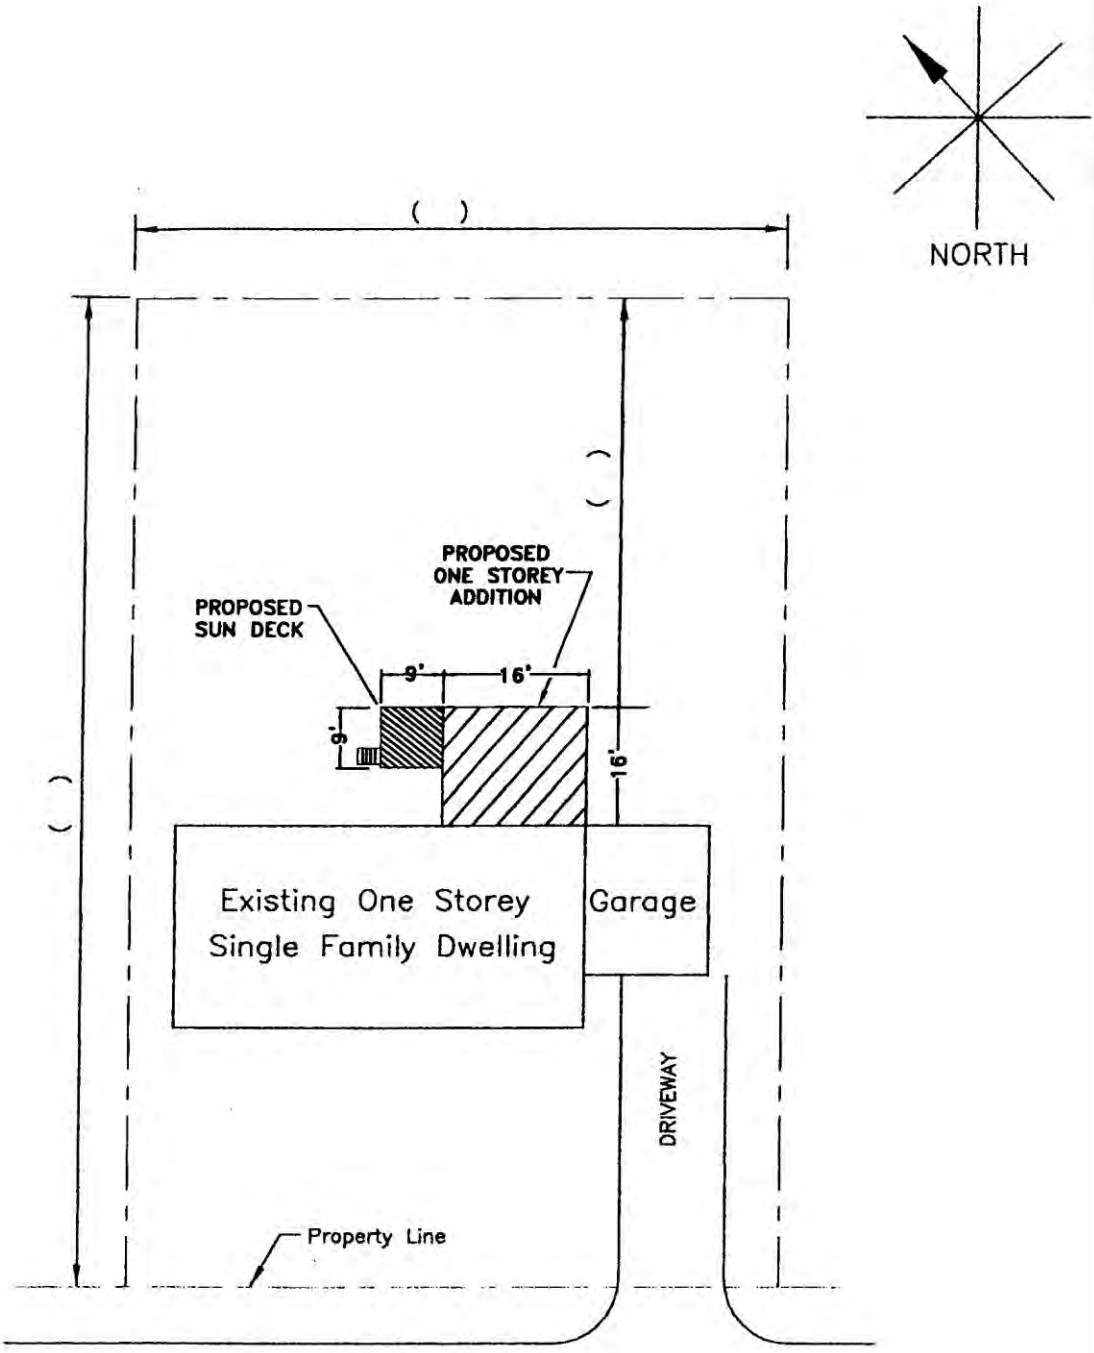 NORTH
( )
( )
PROPOSED
ONE STOREY
ADDITION
PROPOSED
SUN DECK
9'
16'
9'
16'
( )
Existing One Storey
Single Family Dwelling
Garage
DRIVEWAY
Property Line